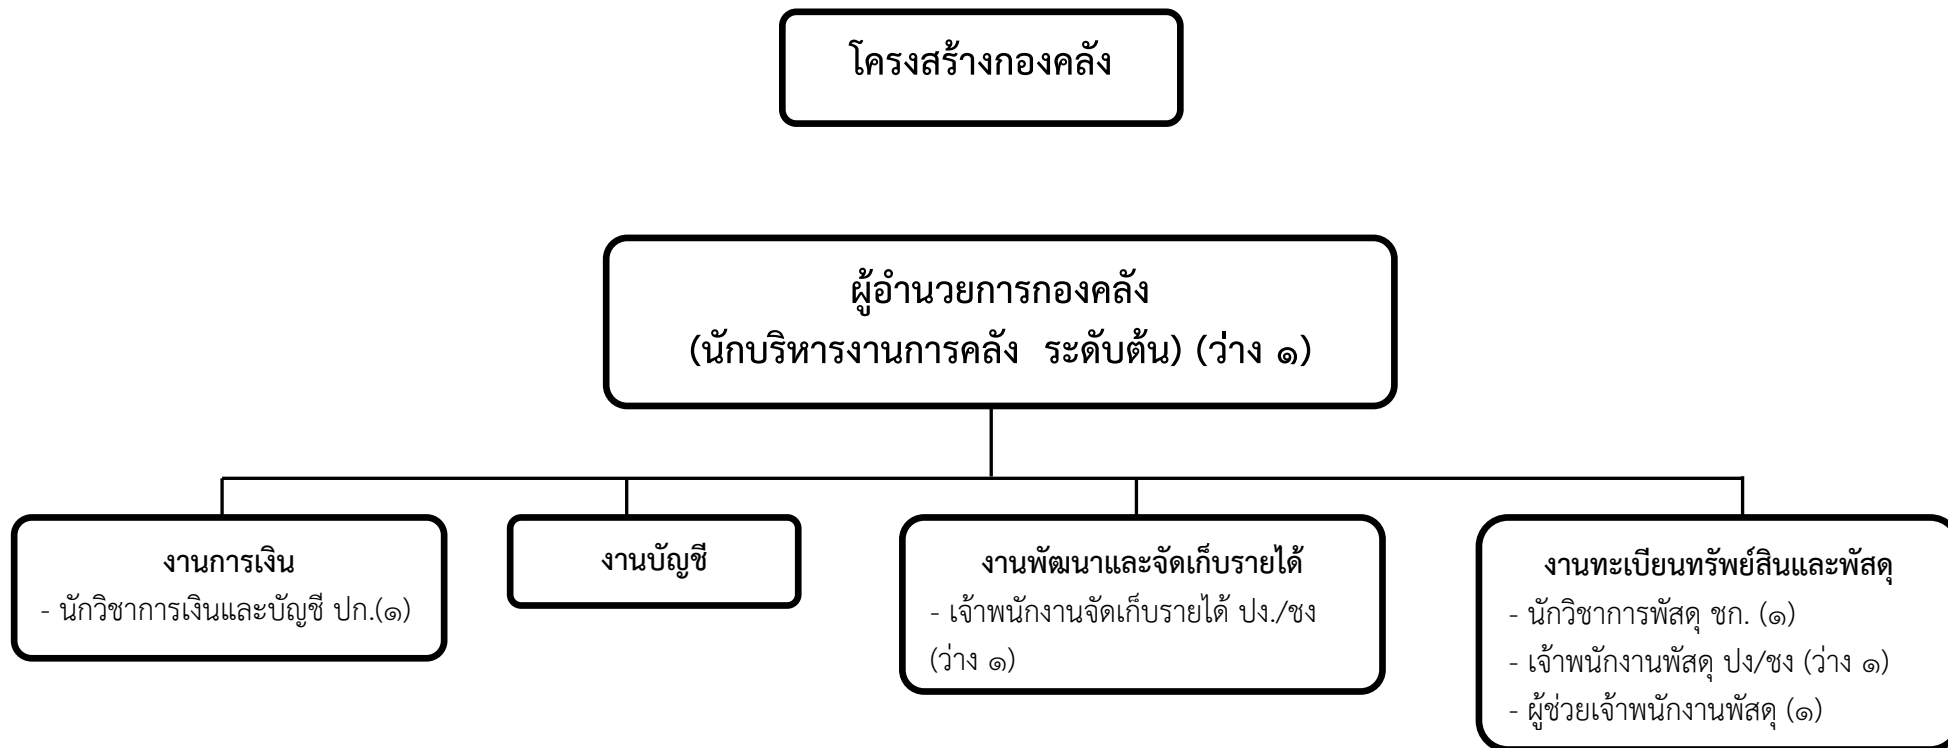 โครงสร้างกองคลัง
ผู้อำนวยการกองคลัง
(นักบริหารงานการคลัง ระดับต้น) (ว่าง ๑)
งานการเงิน
- นักวิชาการเงินและบัญชี ปก.(๑)
งานบัญชี
งานพัฒนาและจัดเก็บรายได้
- เจ้าพนักงานจัดเก็บรายได้ ปง./ชง
(ว่าง ๑)
งานทะเบียนทรัพย์สินและพัสดุ
- นักวิชาการพัสดุ ชก. (๑)
- เจ้าพนักงานพัสดุ ปง/ชง (ว่าง ๑)
- ผู้ช่วยเจ้าพนักงานพัสดุ (๑)